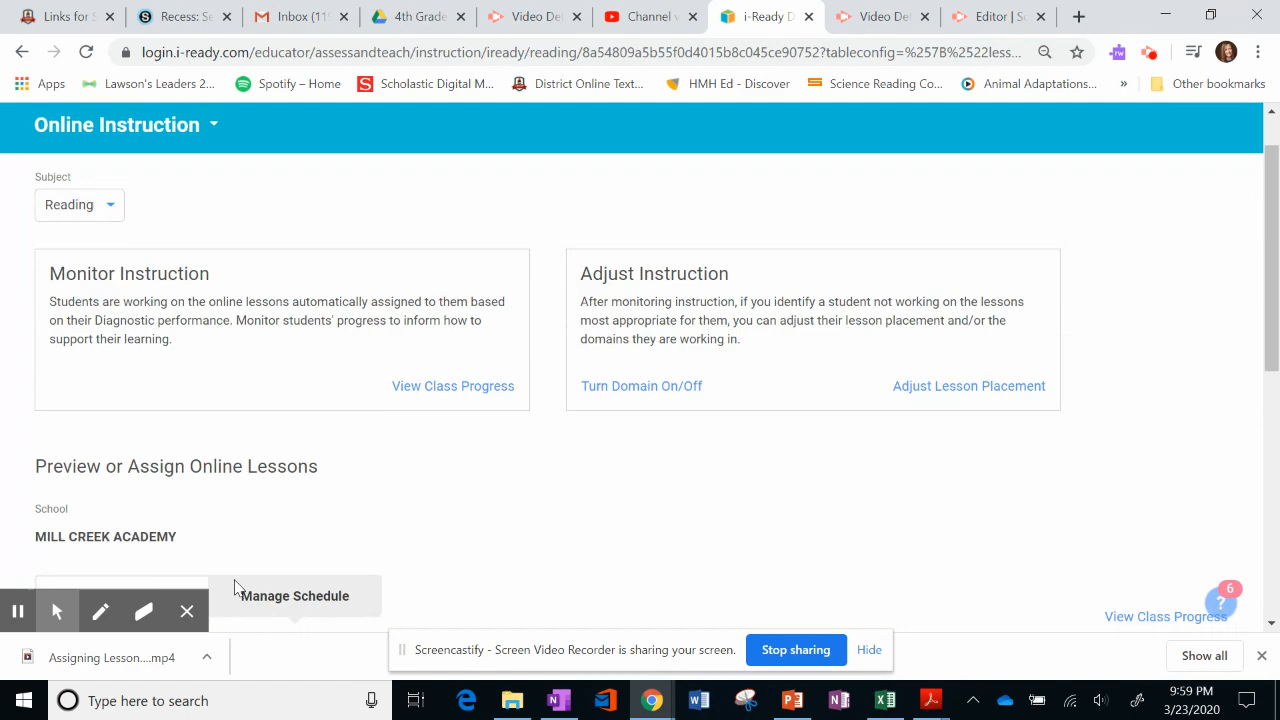 Links for S
Recess: Se
Inbox (119
4th Grade
Video Det
Channel v
i-Ready D
Video Det
Editor | Sc
login.i-ready.com/educator/assessandteach/instruction/iready/reading/8a54809a5b55f0d4015b8c045ce90752?tableconfig=%257B%2522less...
Apps
Lawson's Leaders 2...
Spotify – Home
Scholastic Digital M...
District Online Text...
HMH Ed - Discover
Science Reading Co...
Animal Adaptations...
»
Other bookmarks
Online Instruction
Subject
Reading
Monitor Instruction
Students are working on the online lessons automatically assigned to them based
on their Diagnostic performance. Monitor students' progress to inform how to
support their learning.
View Class Progress
Adjust Instruction
After monitoring instruction, if you identify a student not working on the lessons
most appropriate for them, you can adjust their lesson placement and/or the
domains they are working in.
Turn Domain On/Off
Adjust Lesson Placement
Preview or Assign Online Lessons
School
MILL CREEK ACADEMY
Manage Schedule
6
?
View Class Progress
Assigning Lesson....mp4
Screencastify - Screen Video Recorder is sharing your screen.
Stop sharing
Hide
Show all
Type here to search
9:59 PM
3/23/2020